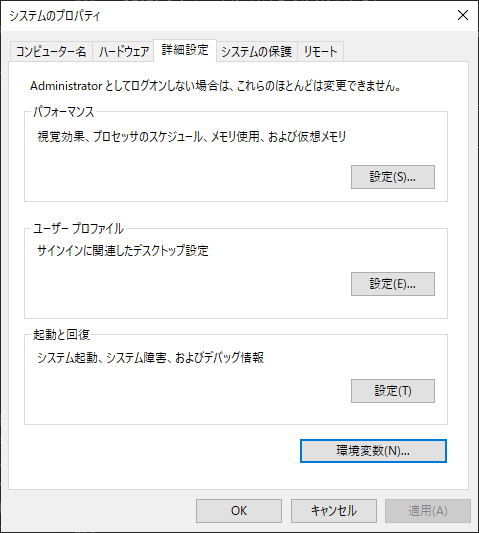 システムのプロパティ
コンピューター名 ハードウェア 詳細設定 システムの保護 リモート
Administrator としてログオンしない場合は、これらのほとんどは変更できません。
パフォーマンス
視覚効果、プロセッサのスケジュール、メモリ使用、および仮想メモリ
設定(S)...
ユーザー プロファイル
サインインに関連したデスクトップ設定
設定(E)...
起動と回復
システム起動、システム障害、およびデバッグ情報
設定(T)
環境変数(N)...
OK キャンセル 適用(A)